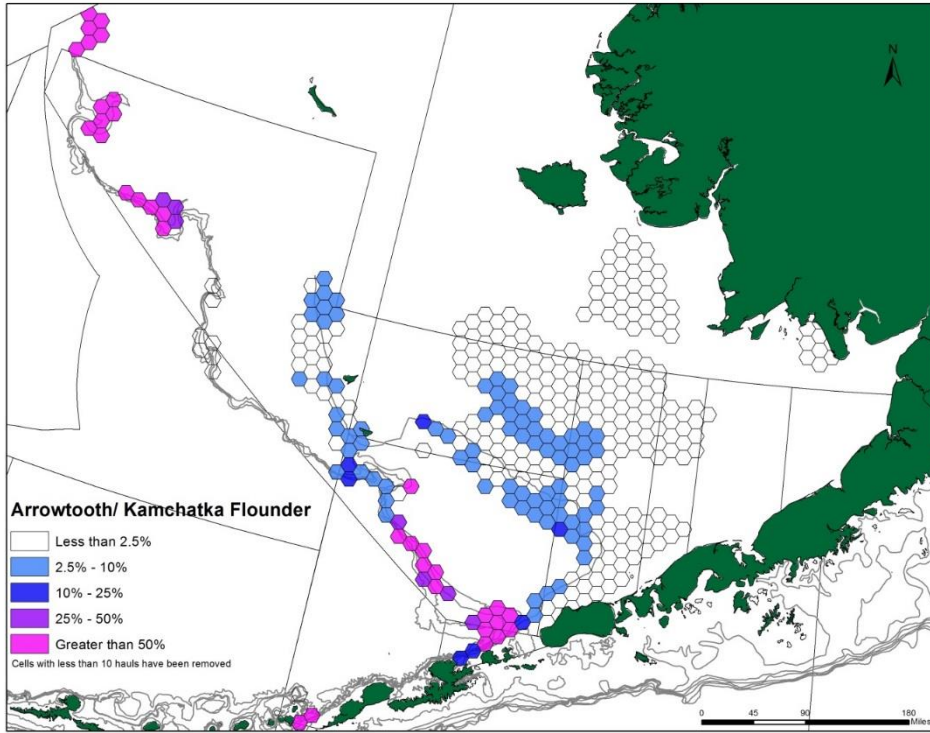 N
Arrowtooth/ Kamchatka Flounder
Less than 2.5%
2.5% - 10%
10% - 25%
25% - 50%
Greater than 50%
Cells with less than 10 hauls have been removed
0 45 90 180
Miles